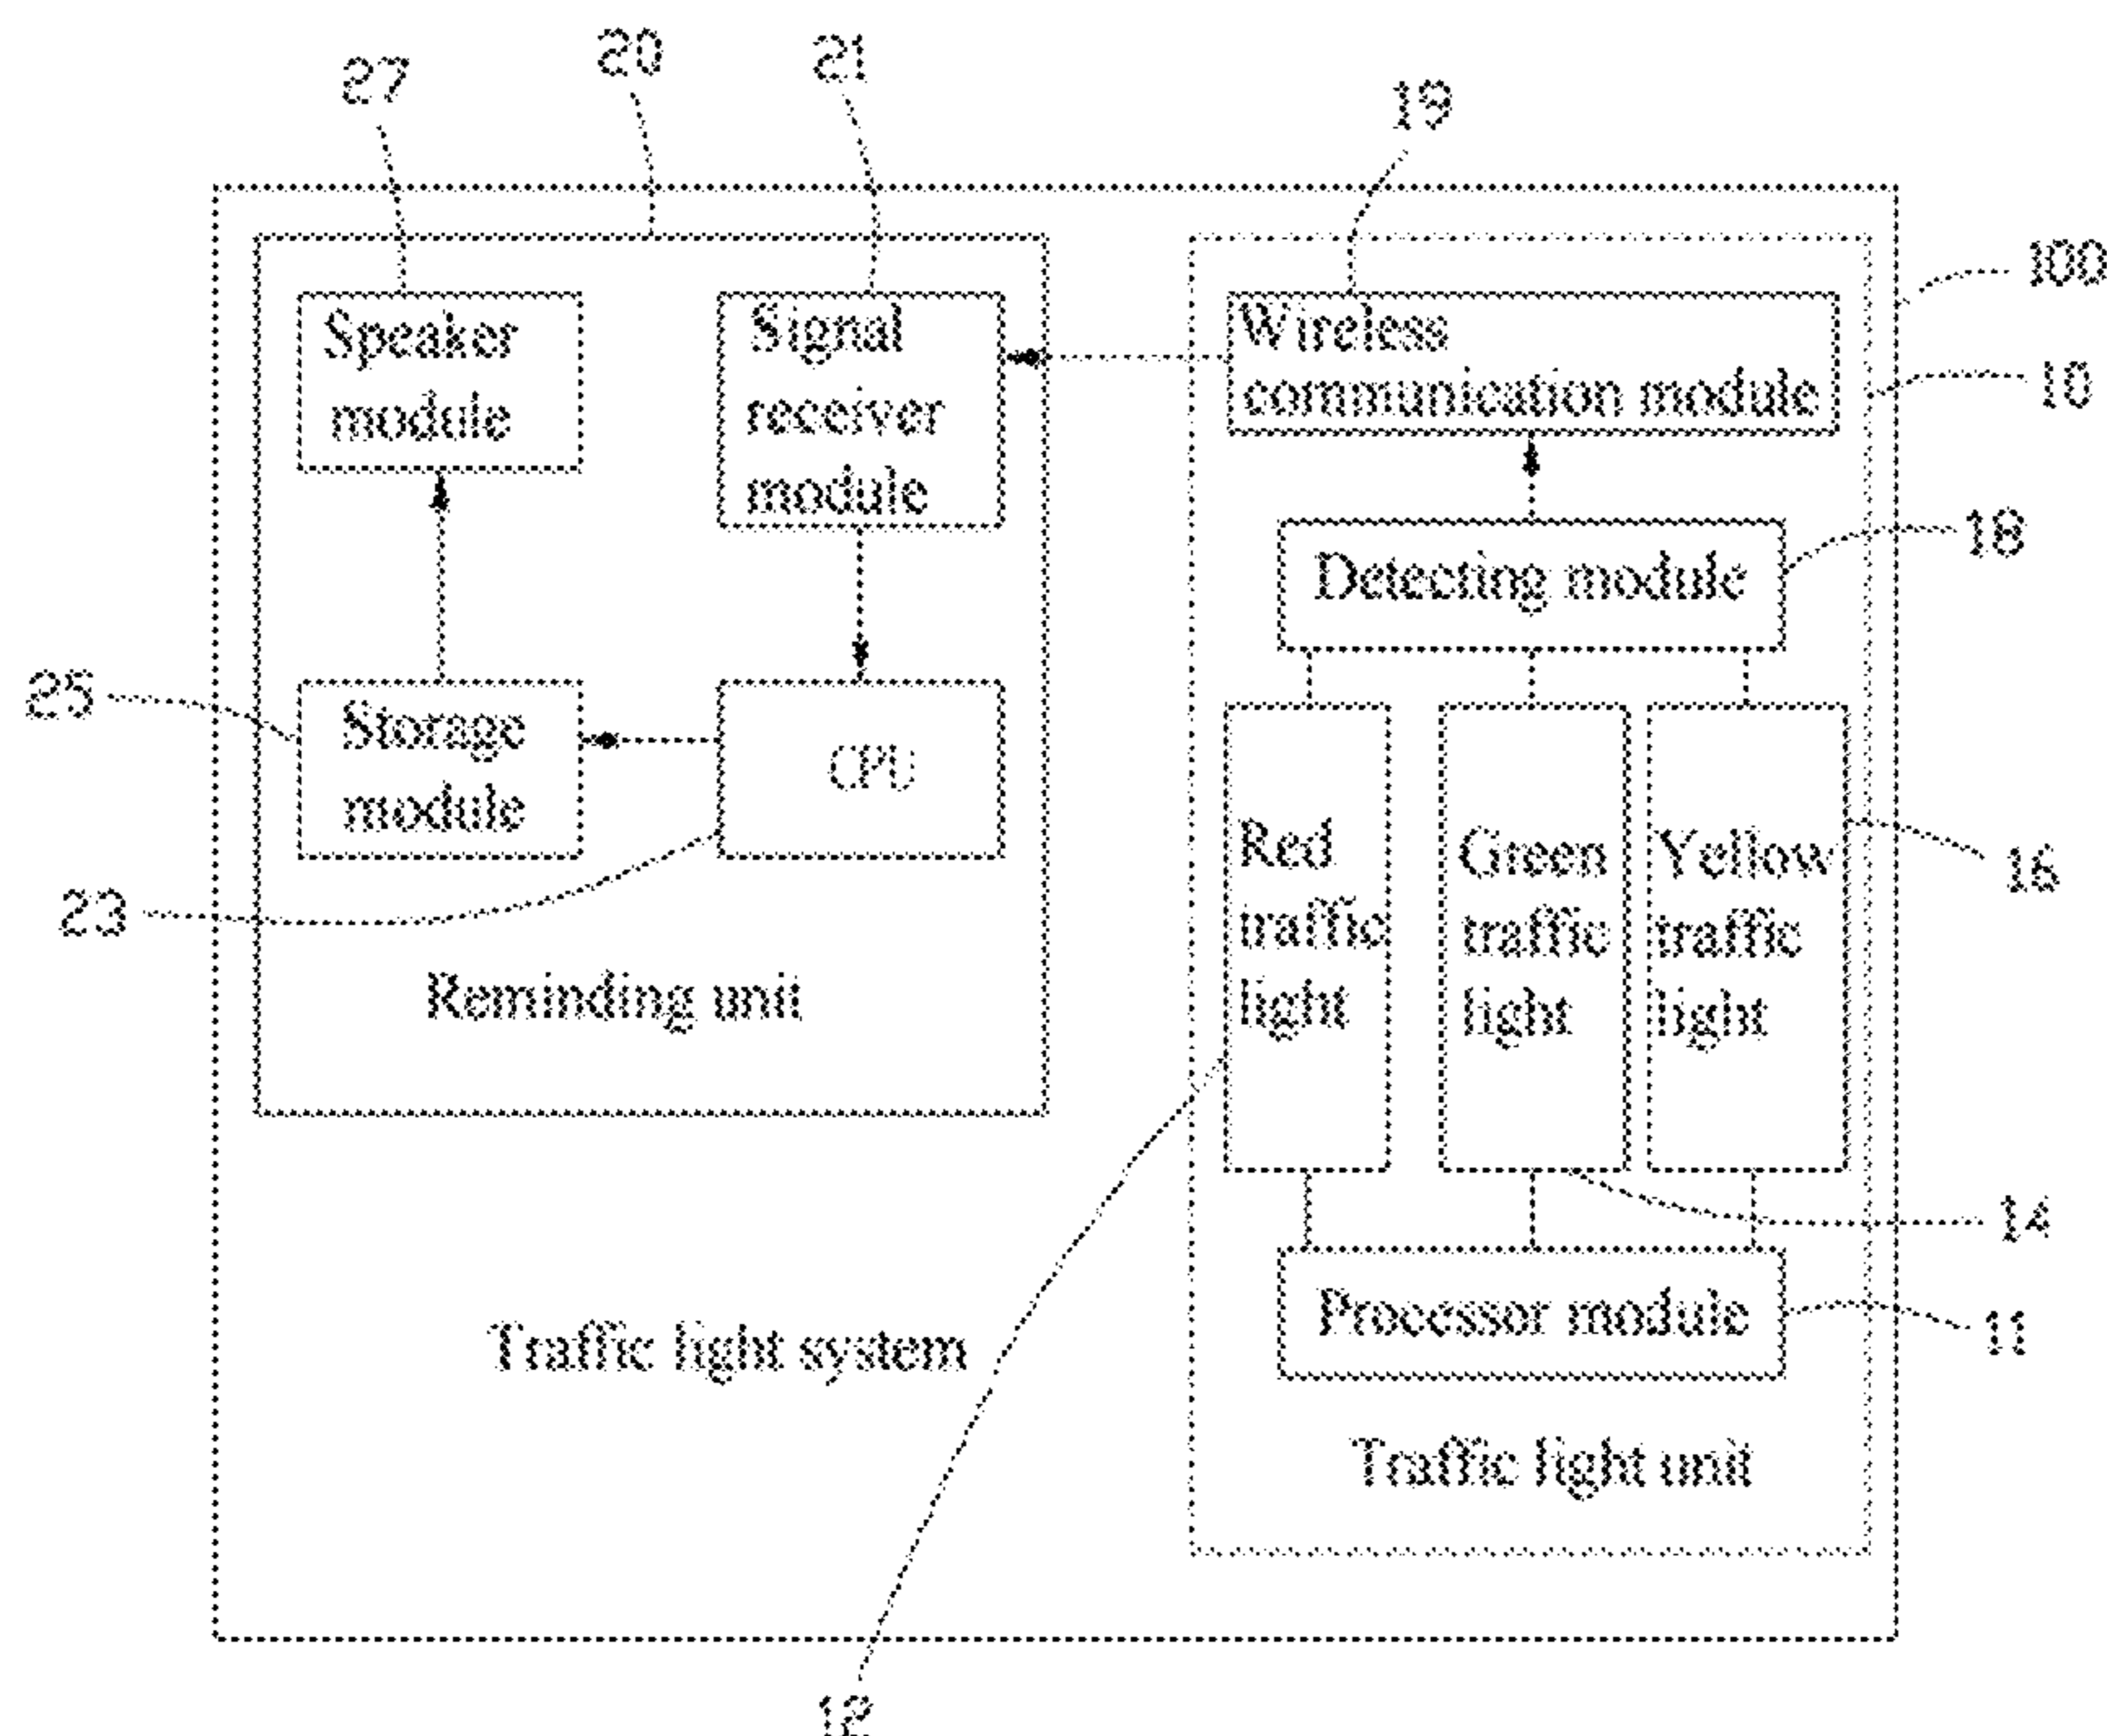 27
20
21
19
100
10
Speaker
module
Signal
receiver
module
Wireless
communication module
18
Detecting module
25
Storage
module
CPU
23
Red
traffic
light
Green
traffic
light
Yellow
traffic
light
16
Reminding unit
14
Processor module
11
Traffic light system
Traffic light unit
12